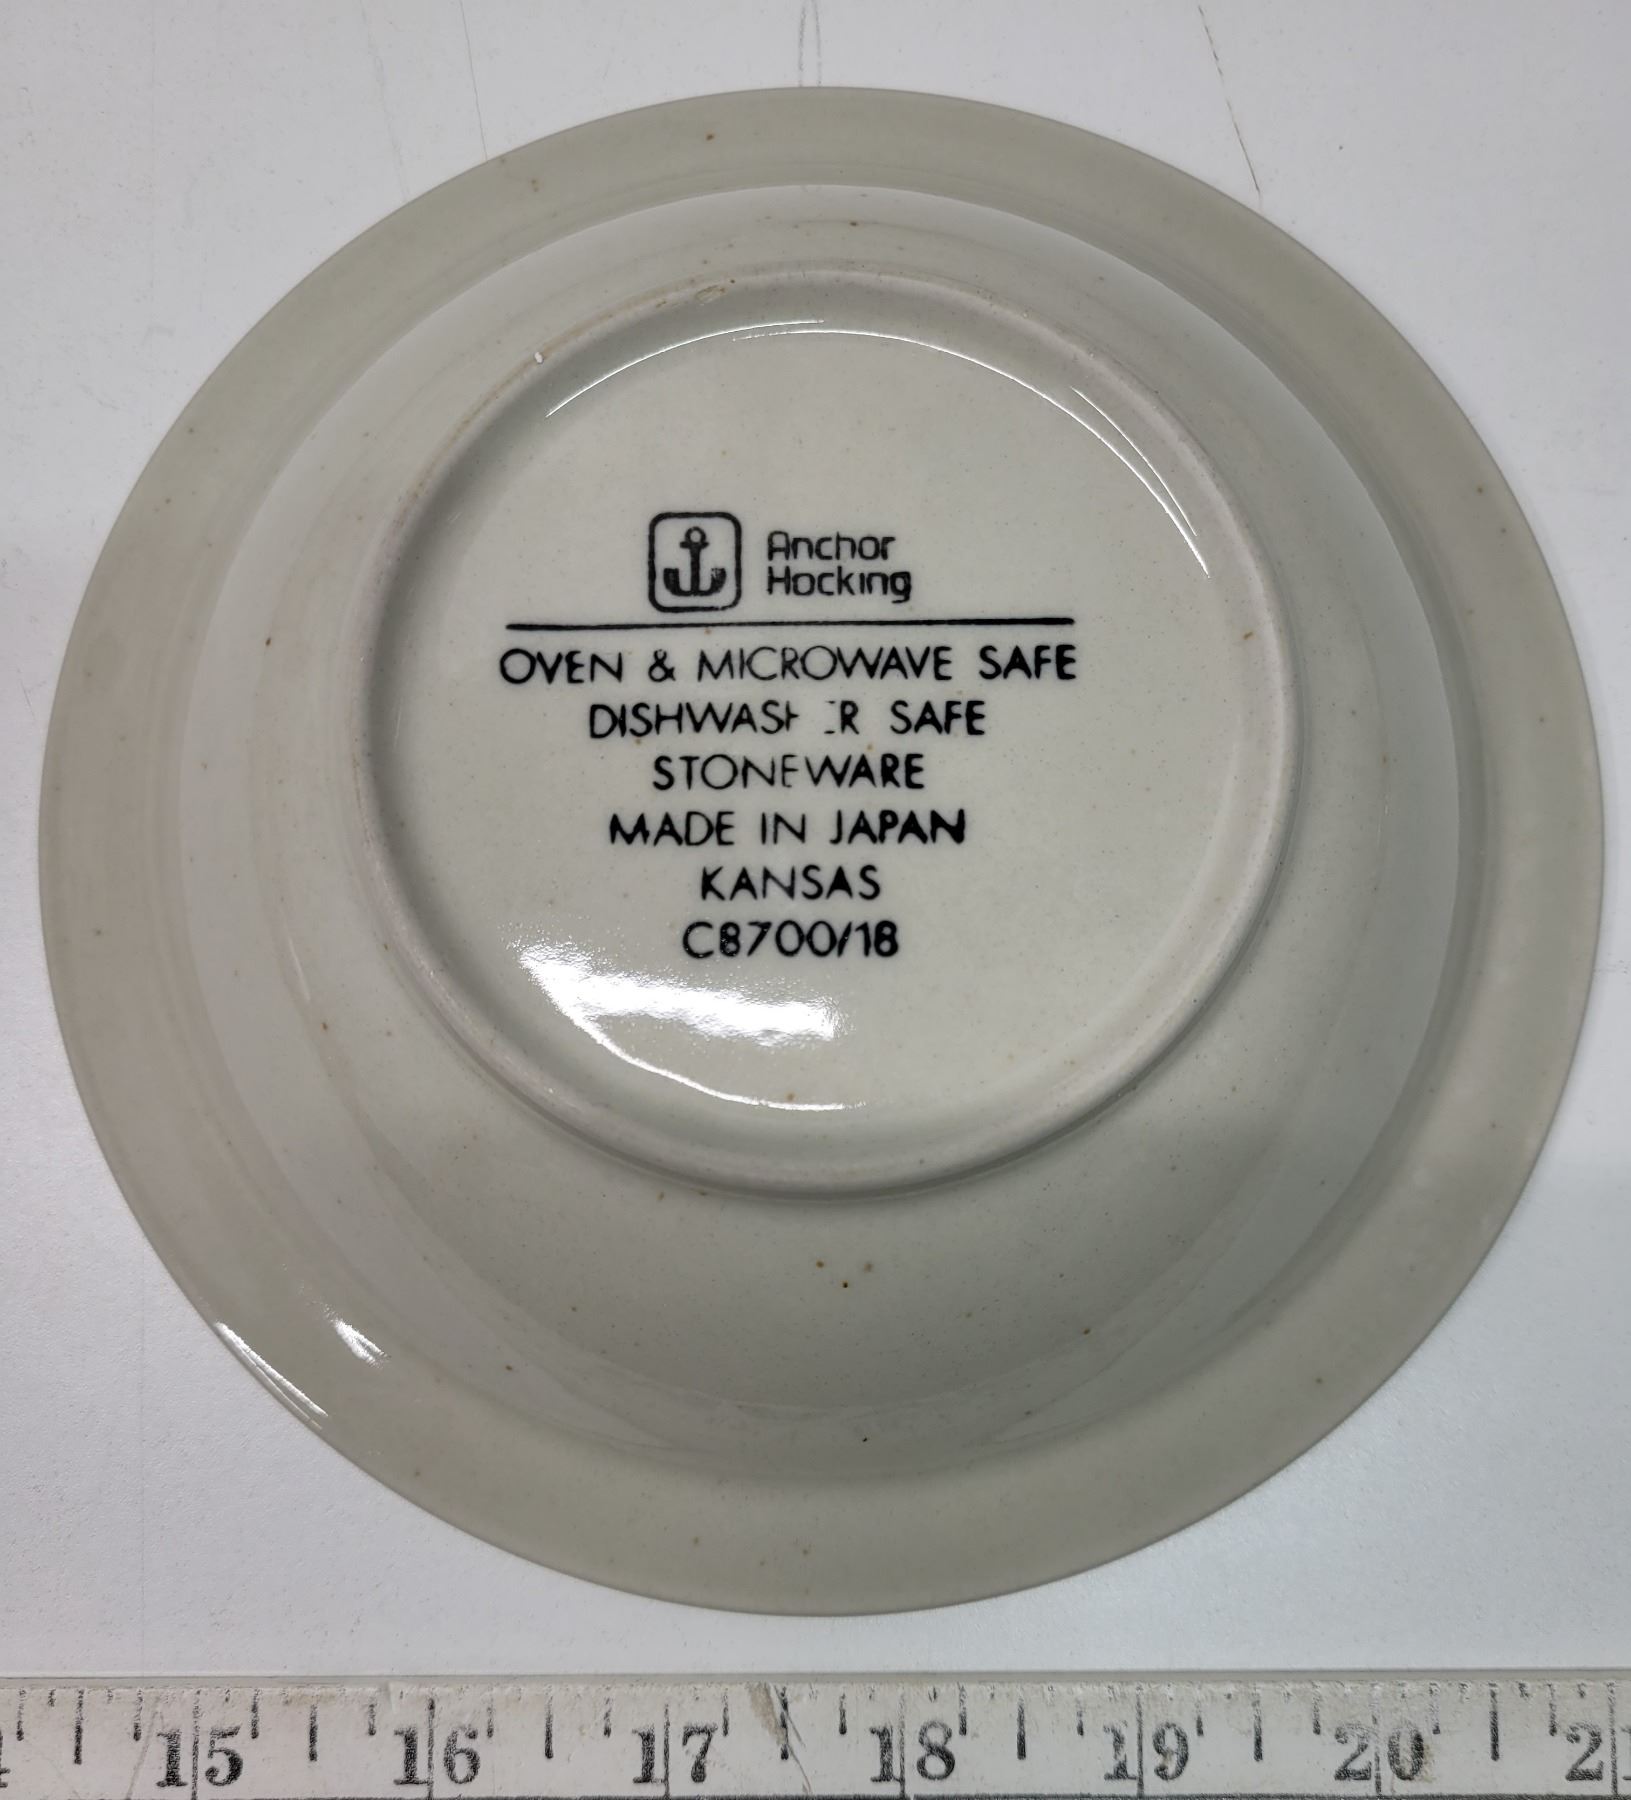 Anchor
Hocking
OVEN & MICROWAVE SAFE
DISHWASHER SAFE
STONEWARE
MADE IN JAPAN
KANSAS
C8700/18
15 16 17 18 19 20